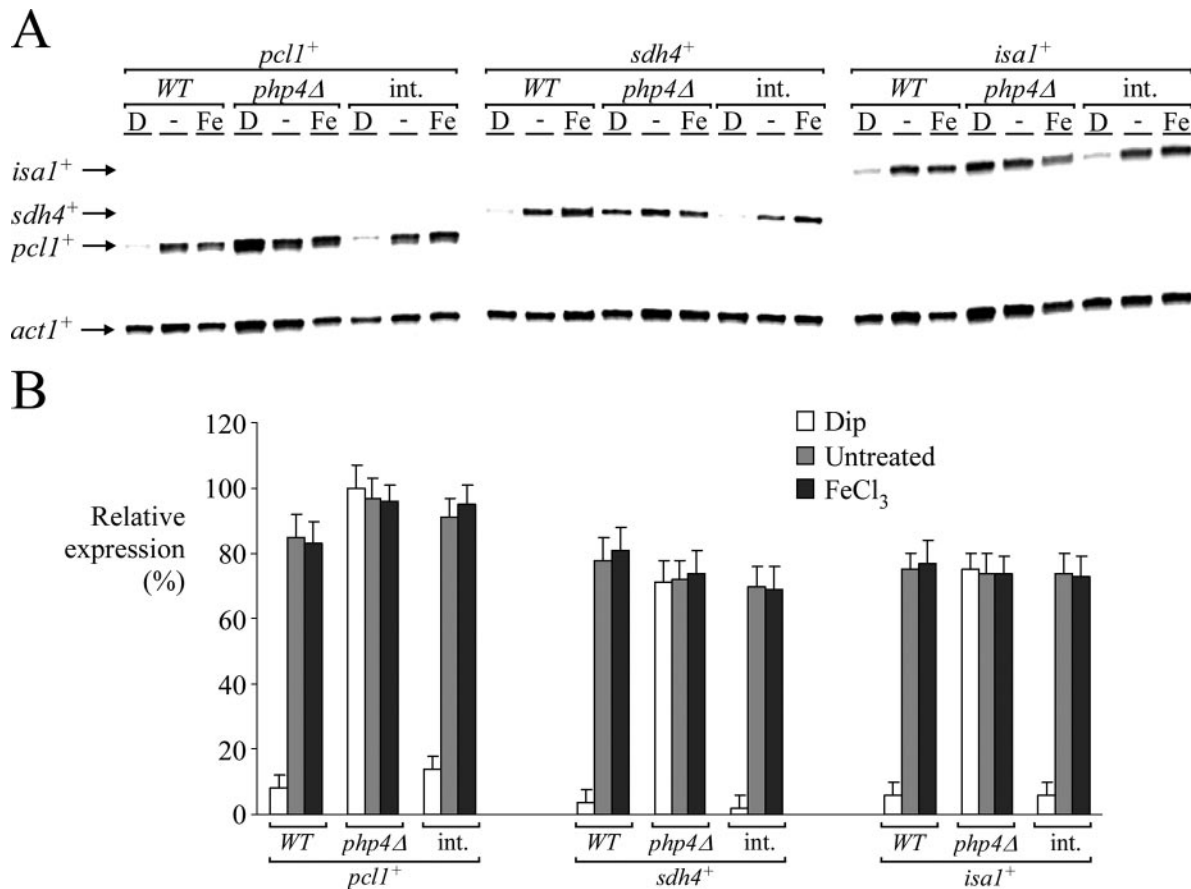 A
pcl1+ sdh4+ isa1+
WT php4Δ int. WT php4Δ int. WT php4Δ int.
D - Fe D - Fe D - Fe D - Fe D - Fe D - Fe D - Fe D - Fe D - Fe
isa1+
sdh4+
pcl1+
act1+
B
120
100
80
60
40
20
0
Relative
expression
(%)
Dip
Untreated
FeCl3
WT php4Δ int. WT php4Δ int. WT php4Δ int.
pcl1+ sdh4+ isa1+